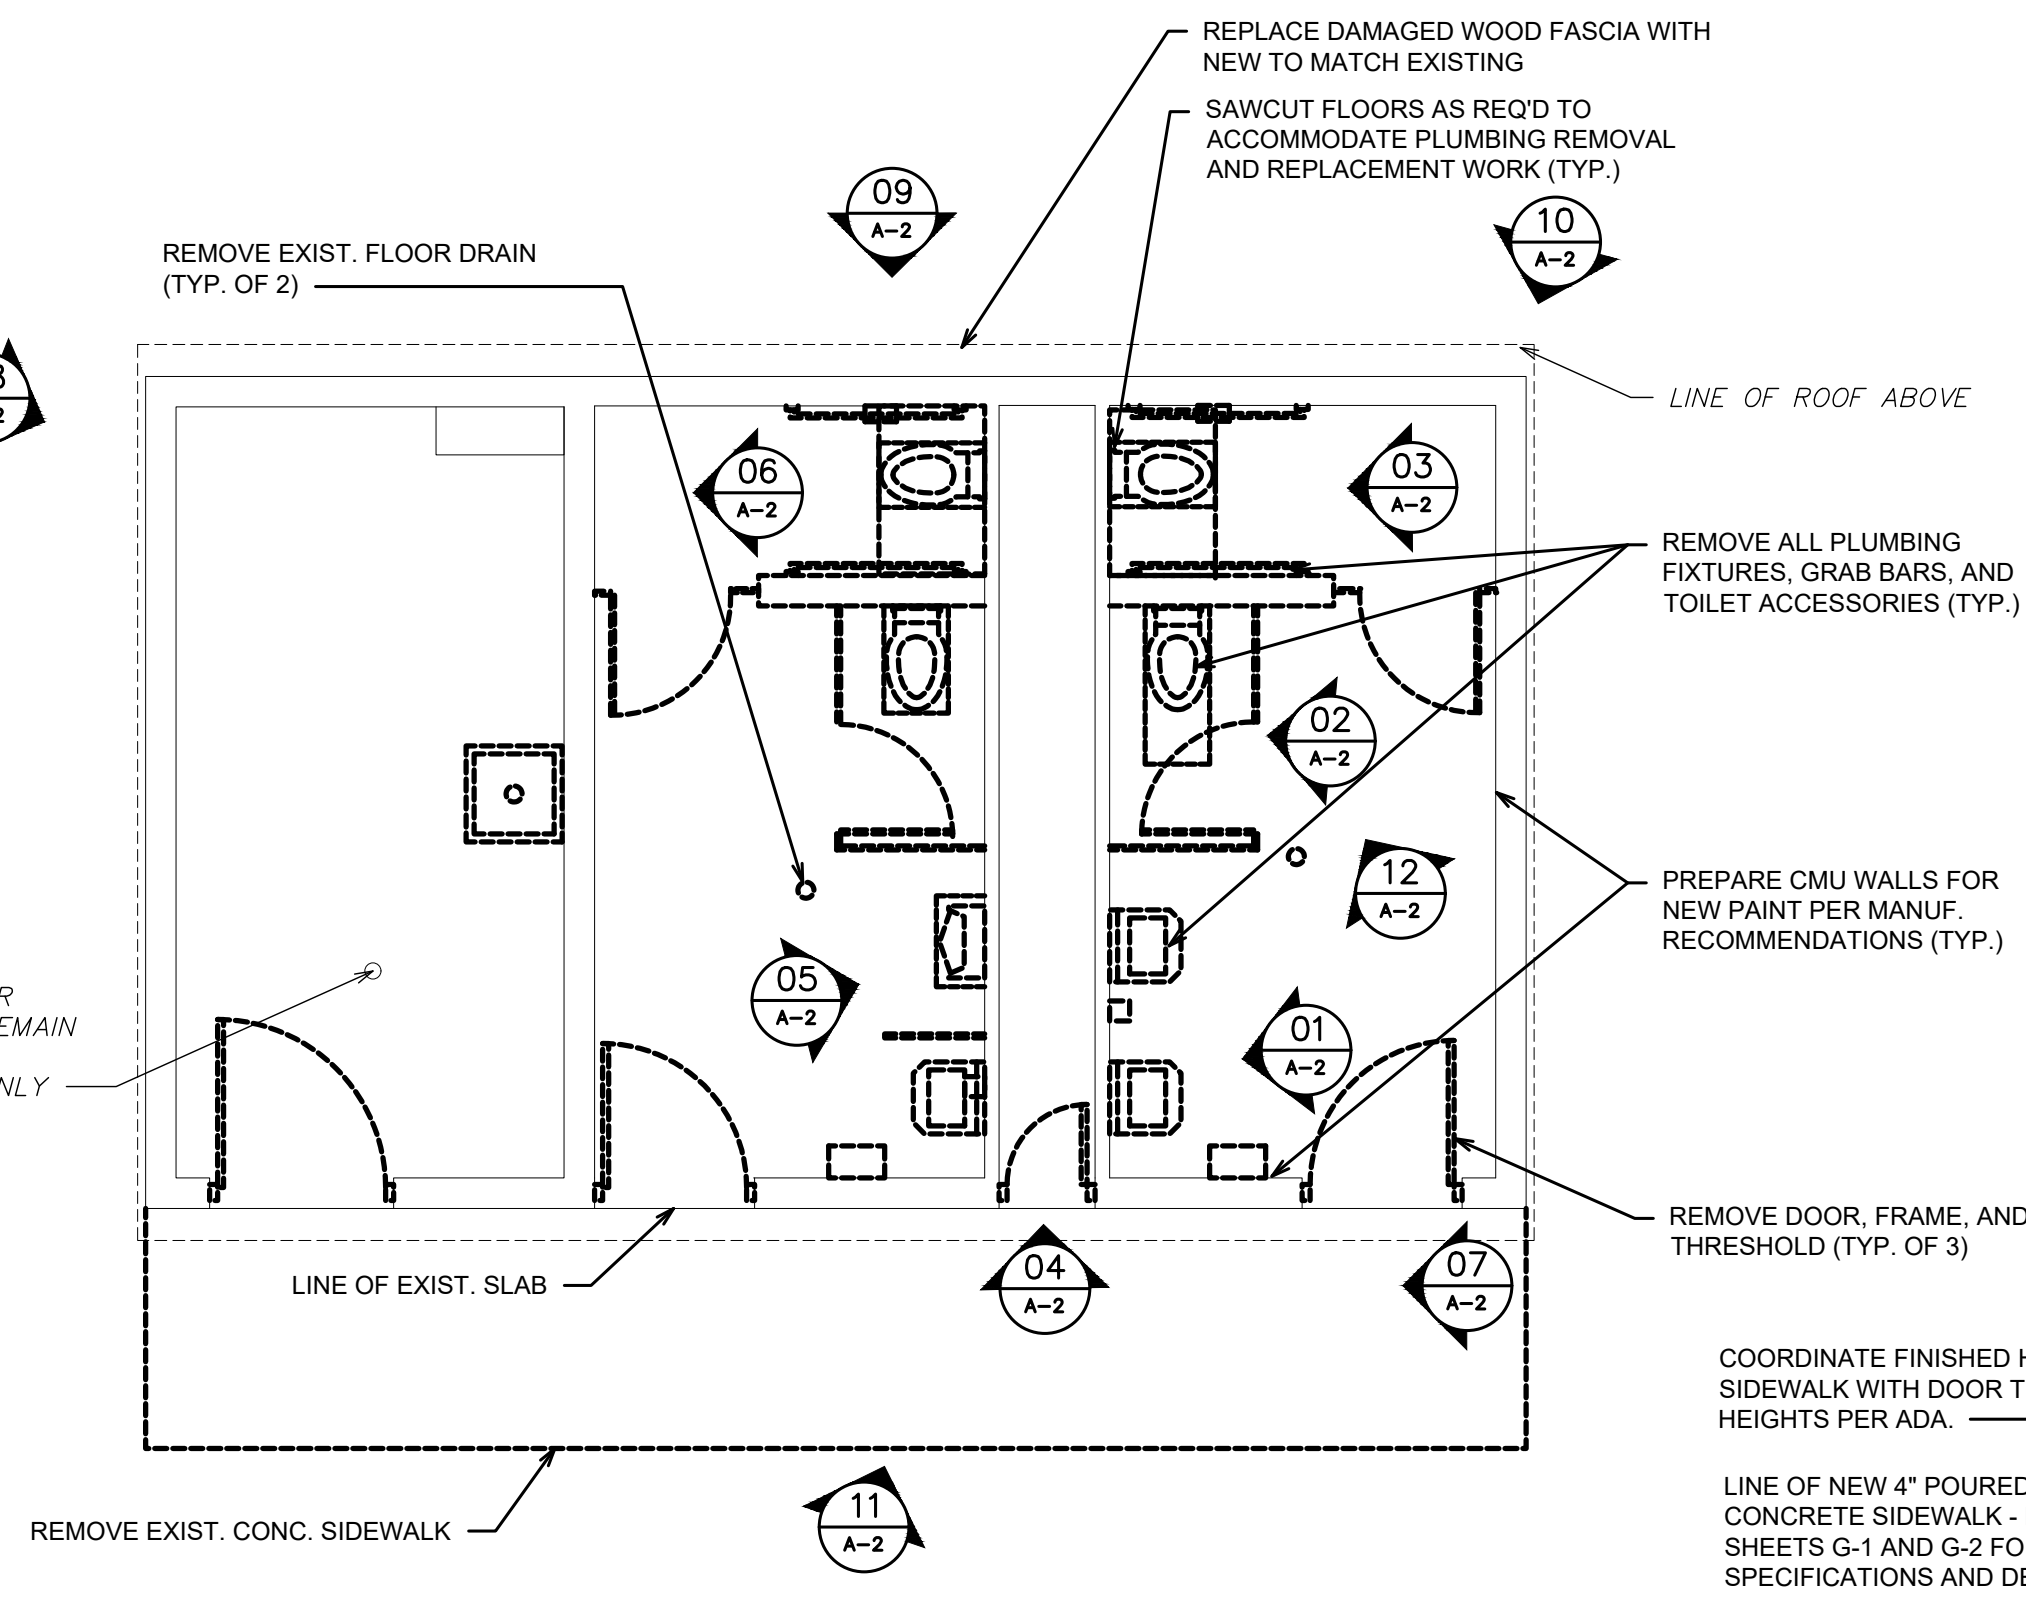 REPLACE DAMAGED WOOD FASCIA WITH
NEW TO MATCH EXISTING
SAWCUT FLOORS AS REQ'D TO
ACCOMMODATE PLUMBING REMOVAL
AND REPLACEMENT WORK (TYP.)
09
A-2
10
A-2
REMOVE EXIST. FLOOR DRAIN
(TYP. OF 2)
LINE OF ROOF ABOVE
06
A-2
03
A-2
REMOVE ALL PLUMBING
FIXTURES, GRAB BARS, AND
TOILET ACCESSORIES (TYP.)
02
A-2
12
A-2
PREPARE CMU WALLS FOR
NEW PAINT PER MANUF.
RECOMMENDATIONS (TYP.)
05
A-2
01
A-2
R
EMAIN
NLY
REMOVE DOOR, FRAME, AND
THRESHOLD (TYP. OF 3)
LINE OF EXIST. SLAB
04
A-2
07
A-2
COORDINATE FINISHED H
SIDEWALK WITH DOOR T
HEIGHTS PER ADA.
LINE OF NEW 4" POURED
CONCRETE SIDEWALK -
SHEETS G-1 AND G-2 FO
SPECIFICATIONS AND DE
11
A-2
REMOVE EXIST. CONC. SIDEWALK